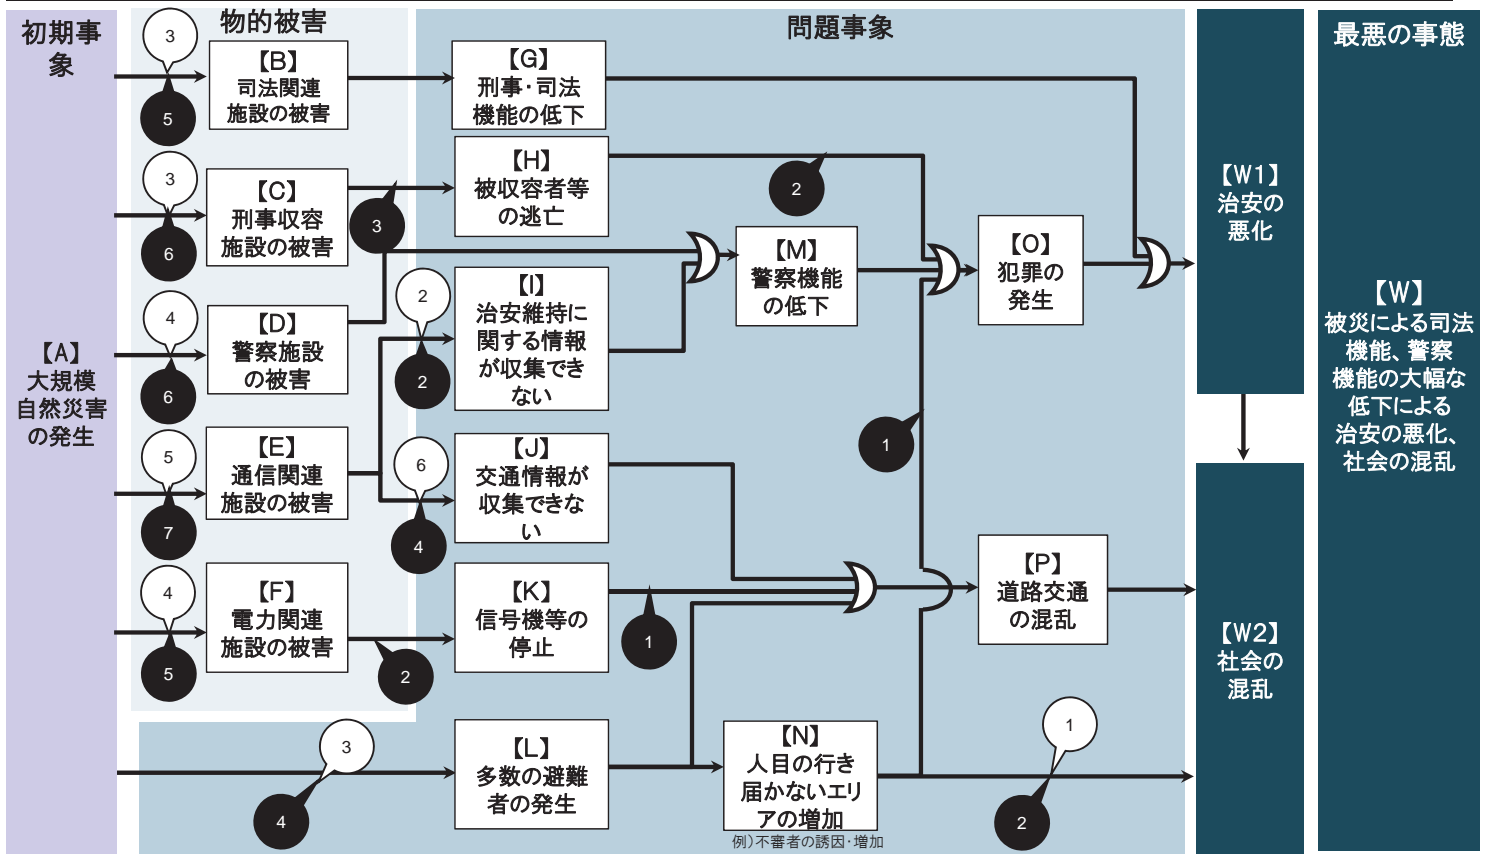 初期事
象
物的被害
問題事象
最悪の事態
【A】
大規模
自然災害
の発生
3
5
【B】
司法関連
施設の被害
3
6
【C】
刑事収容
施設の被害
3
4
6
【D】
警察施設
の被害
5
7
【E】
通信関連
施設の被害
4
5
【F】
電力関連
施設の被害
2
【G】
刑事・司法
機能の低下
【H】
被収容者等
の逃亡
2
2
2
【I】
治安維持に
関する情報
が収集でき
ない
6
4
【J】
交通情報が
収集できな
い
【K】
信号機等の
停止
1
3
4
【L】
多数の避難
者の発生
【M】
警察機能
の低下
【N】
人目の行き
届かないエリ
アの増加
例）不審者の誘因・増加
1
【O】
犯罪の
発生
【P】
道路交通
の混乱
1
2
【W1】
治安の
悪化
【W2】
社会の
混乱
【W】
被災による司法
機能、警察
機能の大幅な
低下による
治安の悪化、
社会の混乱